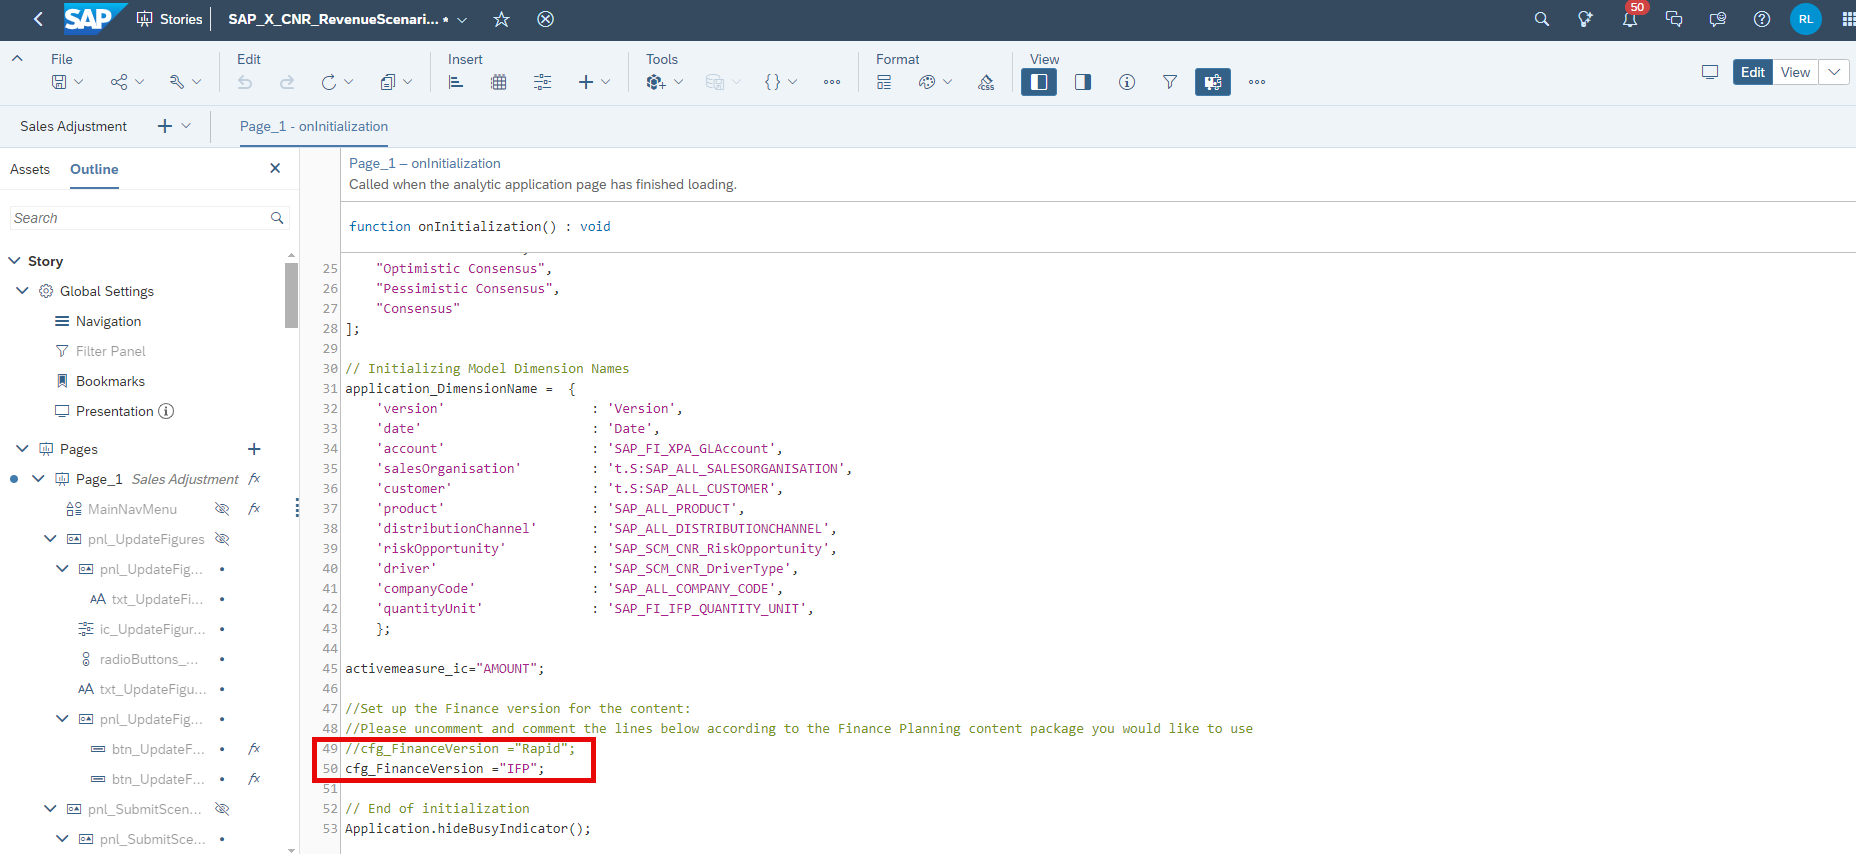 SAP Stories SAP_X_CNR_RevenueScenari... * 50 RL
File Edit Insert Tools Format View
CSS Edit View
Sales Adjustment Page_1 - onInitialization
Assets Outline
Search
Story
Global Settings
Navigation
Filter Panel
Bookmarks
Presentation
Pages
Page_1 Sales Adjustment fx
MainNavMenu fx
pnl_UpdateFigures
pnl_UpdateFig...
txt_UpdateFi...
ic_UpdateFigur...
radioButtons_...
txt_UpdateFigu...
pnl_UpdateFig...
btn_UpdateF... fx
btn_UpdateF... fx
pnl_SubmitScen...
pnl_SubmitSce...
Page_1 – onInitialization
Called when the analytic application page has finished loading.
function onInitialization() : void
25 "Optimistic Consensus",
26 "Pessimistic Consensus",
27 "Consensus"
28 ];
29
30 // Initializing Model Dimension Names
31 application_DimensionName = {
32 'version' : 'Version',
33 'date' : 'Date',
34 'account' : 'SAP_FI_XPA_GLAccount',
35 'salesOrganisation' : 't.S:SAP_ALL_SALESORGANISATION',
36 'customer' : 't.S:SAP_ALL_CUSTOMER',
37 'product' : 'SAP_ALL_PRODUCT',
38 'distributionChannel' : 'SAP_ALL_DISTRIBUTIONCHANNEL',
39 'riskOpportunity' : 'SAP_SCM_CNR_RiskOpportunity',
40 'driver' : 'SAP_SCM_CNR_DriverType',
41 'companyCode' : 'SAP_ALL_COMPANY_CODE',
42 'quantityUnit' : 'SAP_FI_IFP_QUANTITY_UNIT',
43 };
44
45 activemeasure_ic="AMOUNT";
46
47 //Set up the Finance version for the content:
48 //Please uncomment and comment the lines below according to the Finance Planning content package you would like to use
49 //cfg_FinanceVersion ="Rapid";
50 cfg_FinanceVersion ="IFP";
51
52 // End of initialization
53 Application.hideBusyIndicator();